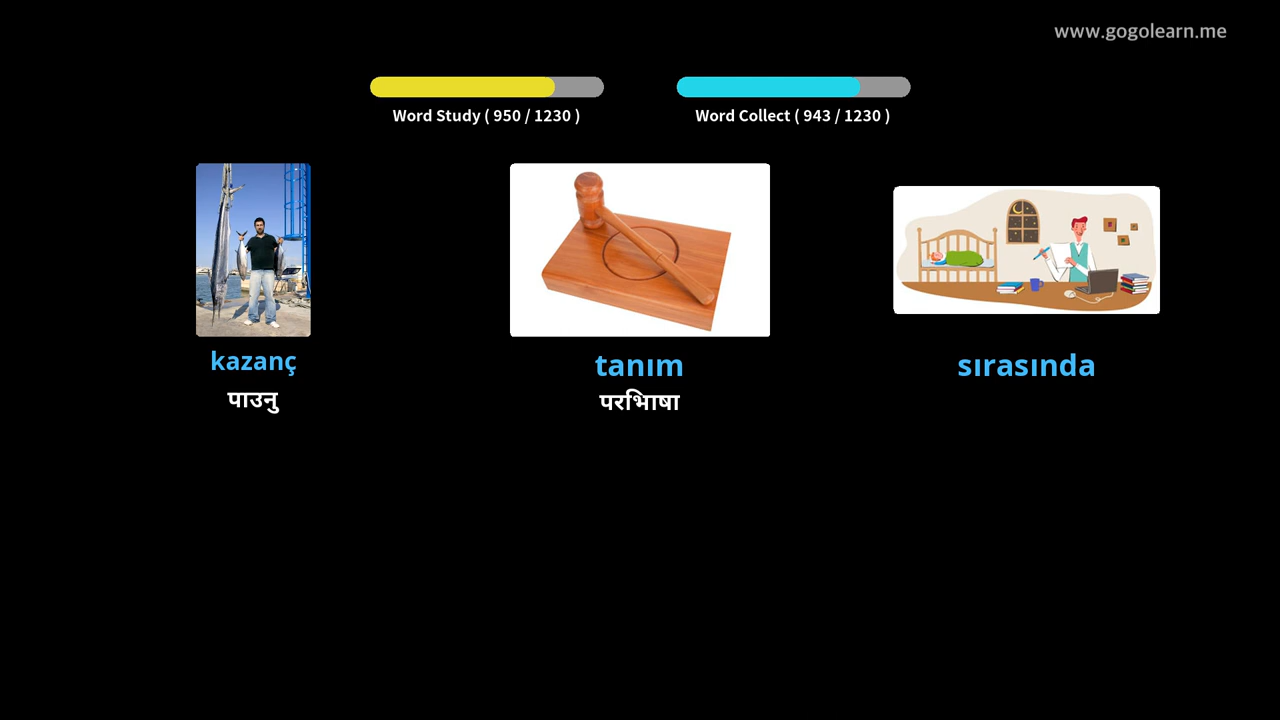 www.gogolearn.me
Word Study ( 950 / 1230 )
Word Collect ( 943 / 1230 )
kazanç
tanım
sırasında
पाउनु
परिभाषा